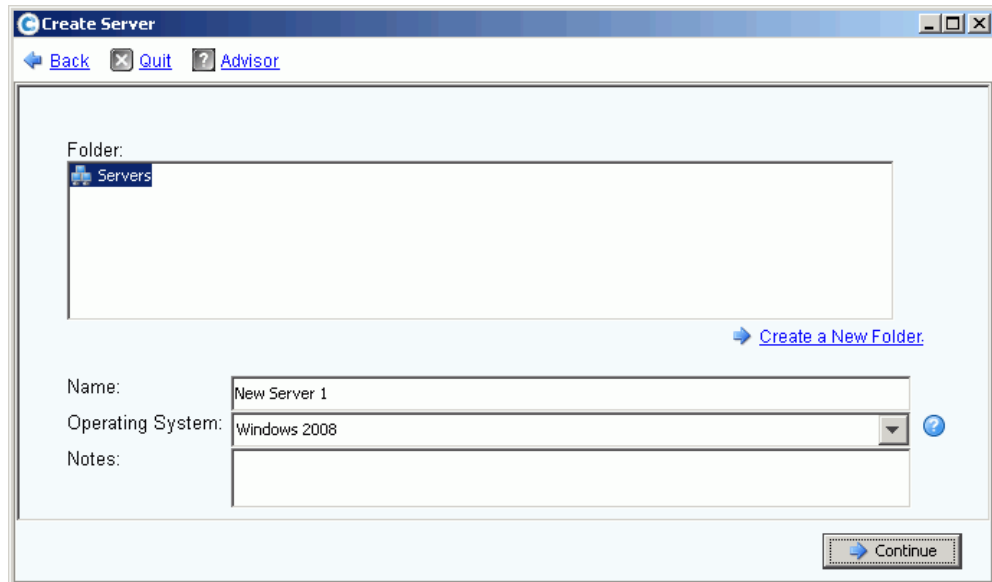 Create Server
Back Quit Advisor
Folder:
Servers
Create a New Folder.
Name: New Server 1
Operating System: Windows 2008
Notes:
Continue